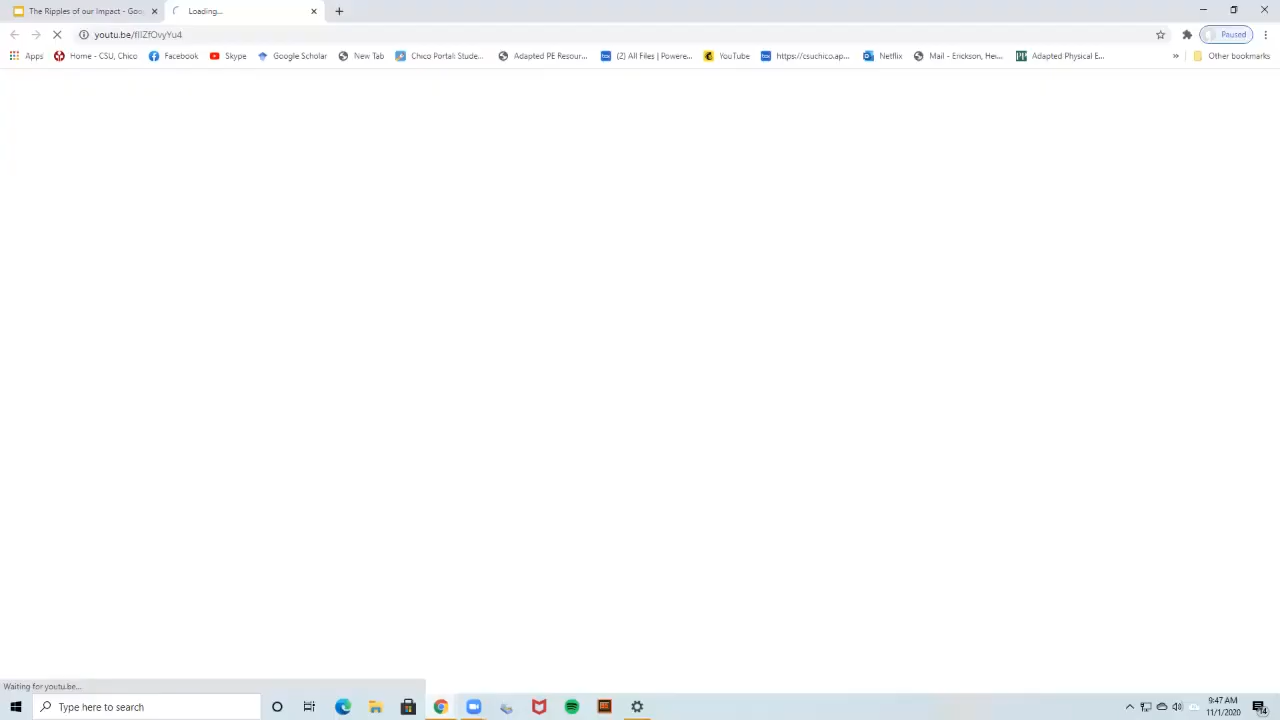 The Ripples of our Impact - Goo
Loading...
youtu.be/fIlZfOvyYu4
Paused
Apps Home - CSU, Chico Facebook Skype Google Scholar New Tab Chico Portal: Stude... Adapted PE Resour... (2) All Files | Powere... YouTube https://csuchico.ap... Netflix Mail - Erickson, Hei... Adapted Physical E... » Other bookmarks
Waiting for youtu.be...
Type here to search
9:47 AM
11/1/2020